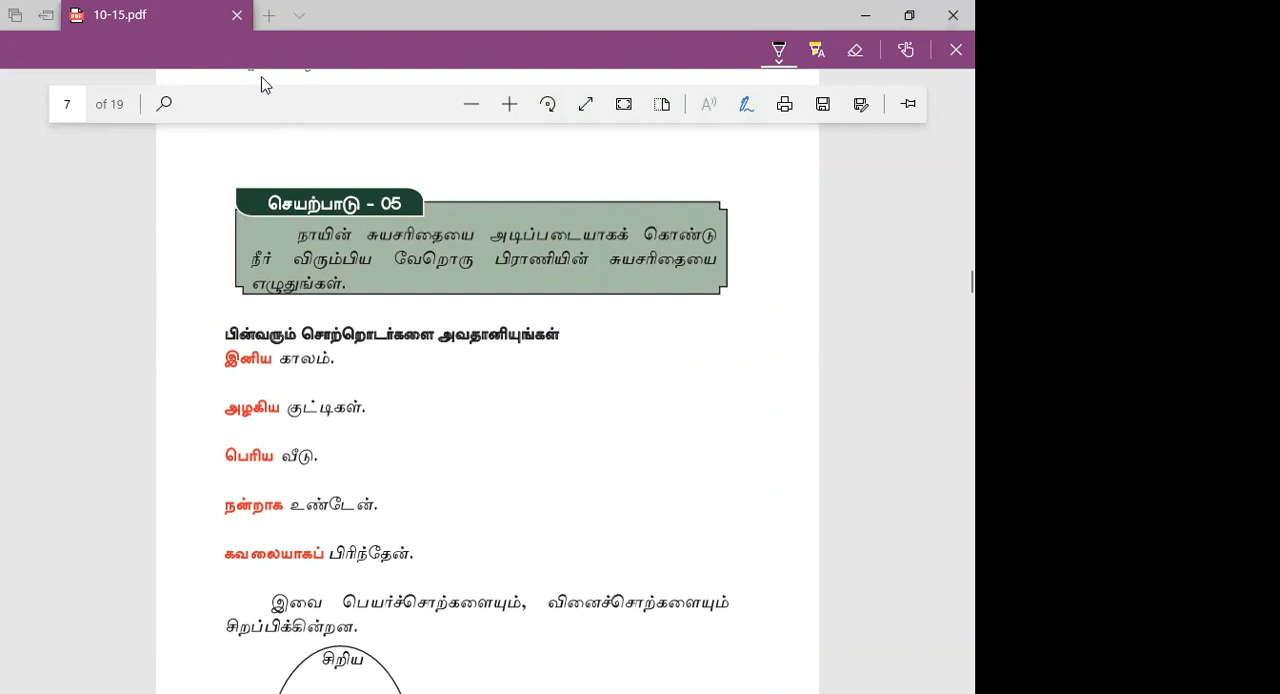 10-15.pdf
7 of 19
செயற்பாடு - 05
நாயின் சுயசரிதையை அடிப்படையாகக் கொண்டு
நீர் விரும்பிய வேறொரு பிராணியின் சுயசரிதையை
எழுதுங்கள்.
பின்வரும் சொற்றொடர்களை அவதானியுங்கள்
இனிய காலம்.
அழகிய குட்டிகள்.
பெரிய வீடு.
நன்றாக உண்டேன்.
கவலையாகப் பிரிந்தேன்.
இவை பெயர்ச்சொற்களையும், வினைச்சொற்களையும்
சிறப்பிக்கின்றன.
சிறிய